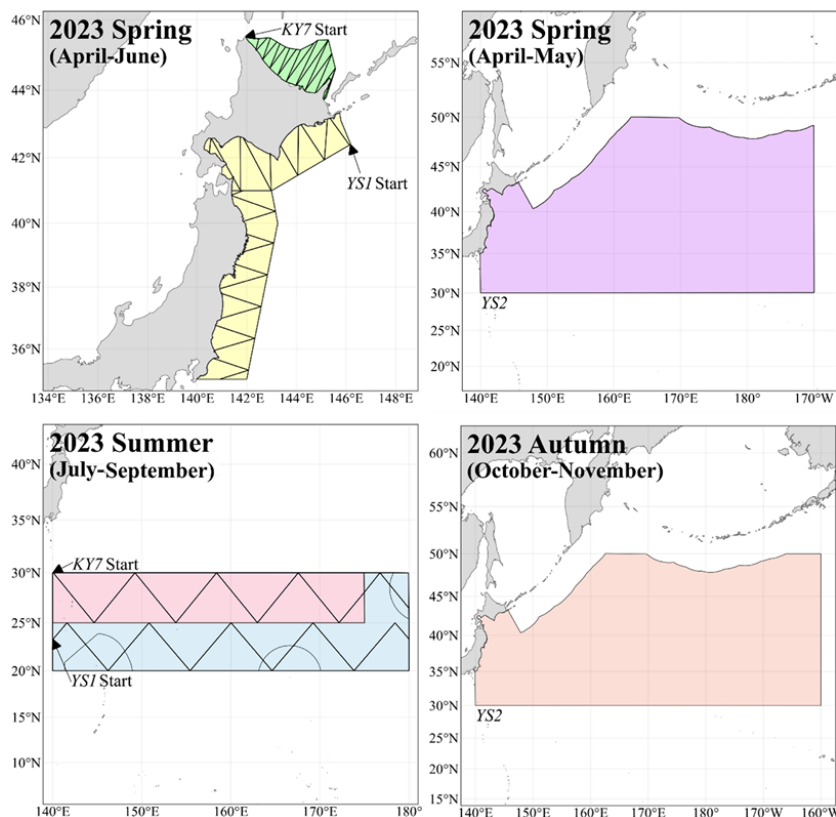 2023 Spring
(April-June)
KY7 Start
YS1 Start
46°N
44°N
42°N
40°N
38°N
36°N
134°E 136°E 138°E 140°E 142°E 144°E 146°E 148°E
2023 Spring
(April-May)
YS2
55°N
50°N
45°N
40°N
35°N
30°N
25°N
20°N
140°E 150°E 160°E 170°E 180° 170°W
2023 Summer
(July-September)
KY7 Start
YS1 Start
40°N
35°N
30°N
25°N
20°N
15°N
10°N
140°E 150°E 160°E 170°E 180°
2023 Autumn
(October-November)
YS2
60°N
50°N
45°N
40°N
35°N
30°N
25°N
20°N
15°N
140°E 150°E 160°E 170°E 180° 170°W 160°W